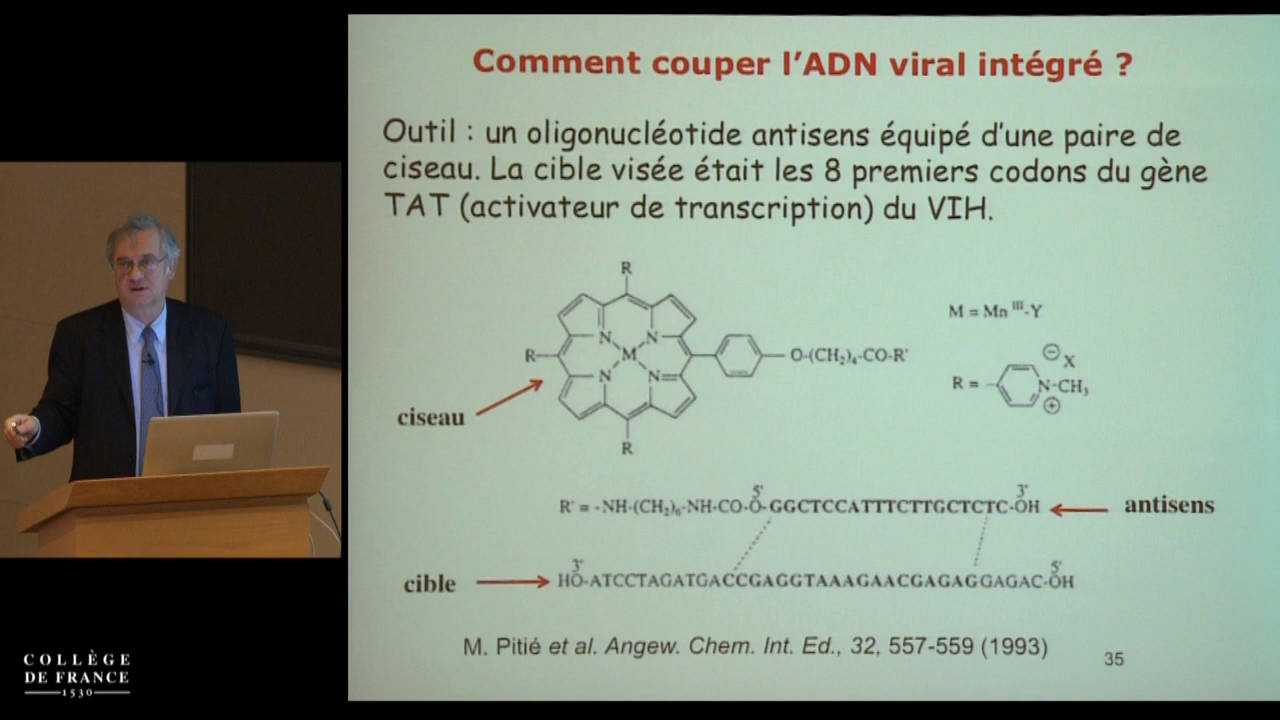 Comment couper l'ADN viral intégré ?
Outil : un oligonucléotide antisens équipé d'une paire de
ciseau. La cible visée était les 8 premiers codons du gène
TAT (activateur de transcription) du VIH.
R
M = Mn III-Y
N N
R M O-(CH2)4-CO-R'
N N
X
R = N-CH3
ciseau
R
5' 3'
R' = -NH-(CH2)6-NH-CO-O-GGCTCCATTTCTTGCTCTC-OH
antisens
cible
3' 5'
HO-ATCCTAGATGACCGAGGTAAAGAACGAGAGGAGAC-OH
M. Pitié et al. Angew. Chem. Int. Ed., 32, 557-559 (1993)
35
COLLÈGE
DE FRANCE
1530